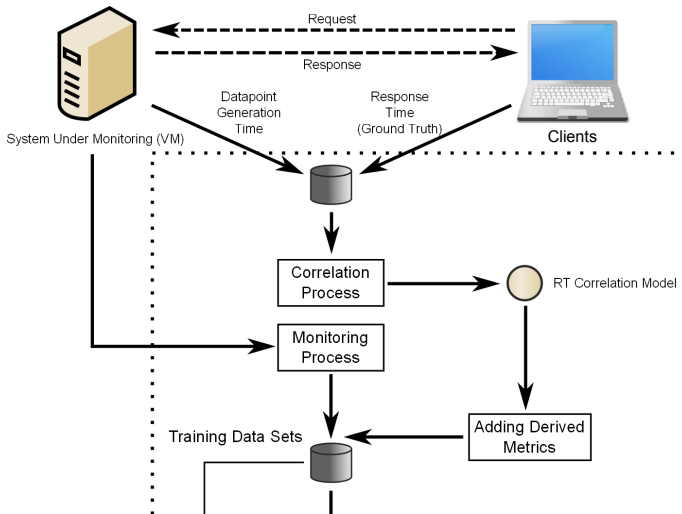 Request
Response
Datapoint
Generation
Time
Response
Time
(Ground Truth)
System Under Monitoring (VM)
Clients
Correlation
Process
RT Correlation Model
Monitoring
Process
Adding Derived
Metrics
Training Data Sets